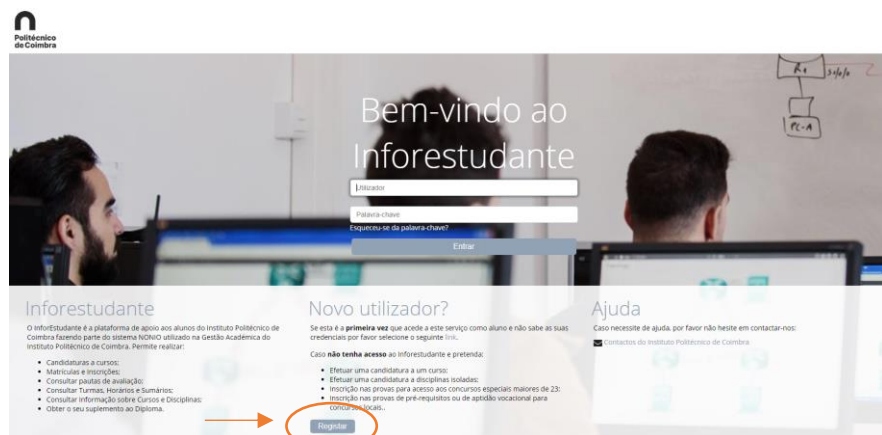 Politécnico
de Coimbra
R1
PC-A
Bem-vindo ao
Inforestudante
Utilizador
Palavra-chave
Esqueceu-se da palavra-chave?
Entrar
Inforestudante
O InforEstudante é a plataforma de apoio aos alunos do Instituto Politécnico de
Coimbra fazendo parte do sistema NONIO utilizado na Gestão Académica do
Instituto Politécnico de Coimbra. Permite realizar:
Candidaturas a cursos;
Matrículas e Inscrições;
Consultar pautas de avaliação;
Consultar Turmas, Horários e Sumários;
Consultar Informação sobre Cursos e Disciplinas;
Obter o seu suplemento ao Diploma.
Novo utilizador?
Se esta é a primeira vez que acede a este serviço como aluno e não sabe as suas
credenciais por favor selecione o seguinte link.
Caso não tenha acesso ao Inforestudante e pretenda:
Efetuar uma candidatura a um curso;
Efetuar uma candidatura a disciplinas isoladas;
Inscrição nas provas para acesso aos concursos especiais maiores de 23;
Inscrição nas provas de pré-requisitos ou de aptidão vocacional para
concursos locais..
Registar
Ajuda
Caso necessite de ajuda, por favor não hesite em contactar-nos:
Contactos do Instituto Politécnico de Coimbra